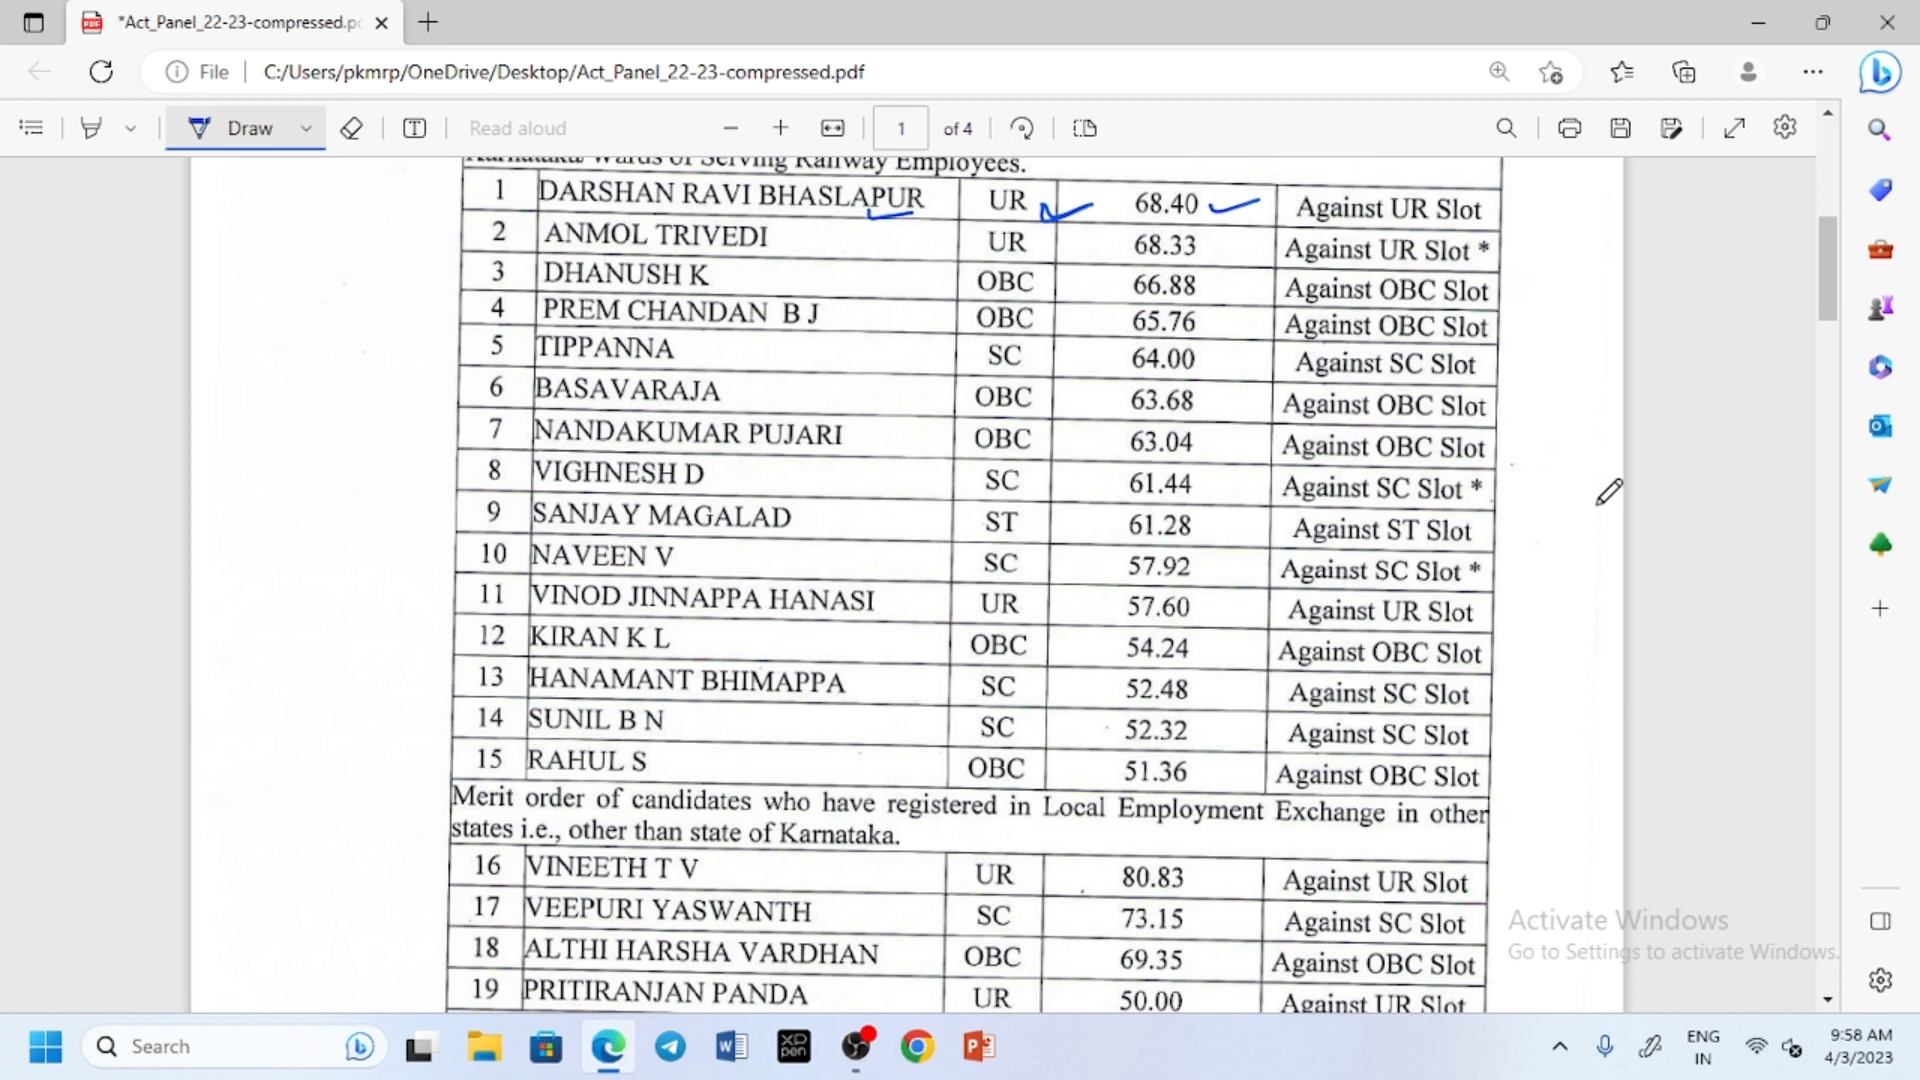 *Act_Panel_22-23-compressed.p
File C:/Users/pkmrp/OneDrive/Desktop/Act_Panel_22-23-compressed.pdf
Draw Read aloud 1 of 4
Karnataka/ Wards of Serving Railway Employees.
1 DARSHAN RAVI BHASLAPUR UR 68.40 Against UR Slot
2 ANMOL TRIVEDI UR 68.33 Against UR Slot *
3 DHANUSH K OBC 66.88 Against OBC Slot
4 PREM CHANDAN B J OBC 65.76 Against OBC Slot
5 TIPPANNA SC 64.00 Against SC Slot
6 BASAVARAJA OBC 63.68 Against OBC Slot
7 NANDAKUMAR PUJARI OBC 63.04 Against OBC Slot
8 VIGHNESH D SC 61.44 Against SC Slot *
9 SANJAY MAGALAD ST 61.28 Against ST Slot
10 NAVEEN V SC 57.92 Against SC Slot *
11 VINOD JINNAPPA HANASI UR 57.60 Against UR Slot
12 KIRAN K L OBC 54.24 Against OBC Slot
13 HANAMANT BHIMAPPA SC 52.48 Against SC Slot
14 SUNIL B N SC 52.32 Against SC Slot
15 RAHUL S OBC 51.36 Against OBC Slot
Merit order of candidates who have registered in Local Employment Exchange in other
states i.e., other than state of Karnataka.
16 VINEETH T V UR 80.83 Against UR Slot
17 VEEPURI YASWANTH SC 73.15 Against SC Slot
18 ALTHI HARSHA VARDHAN OBC 69.35 Against OBC Slot
19 PRITIRANJAN PANDA UR 50.00 Against UR Slot
Activate Windows
Go to Settings to activate Windows.
Search
ENG
IN
9:58 AM
4/3/2023